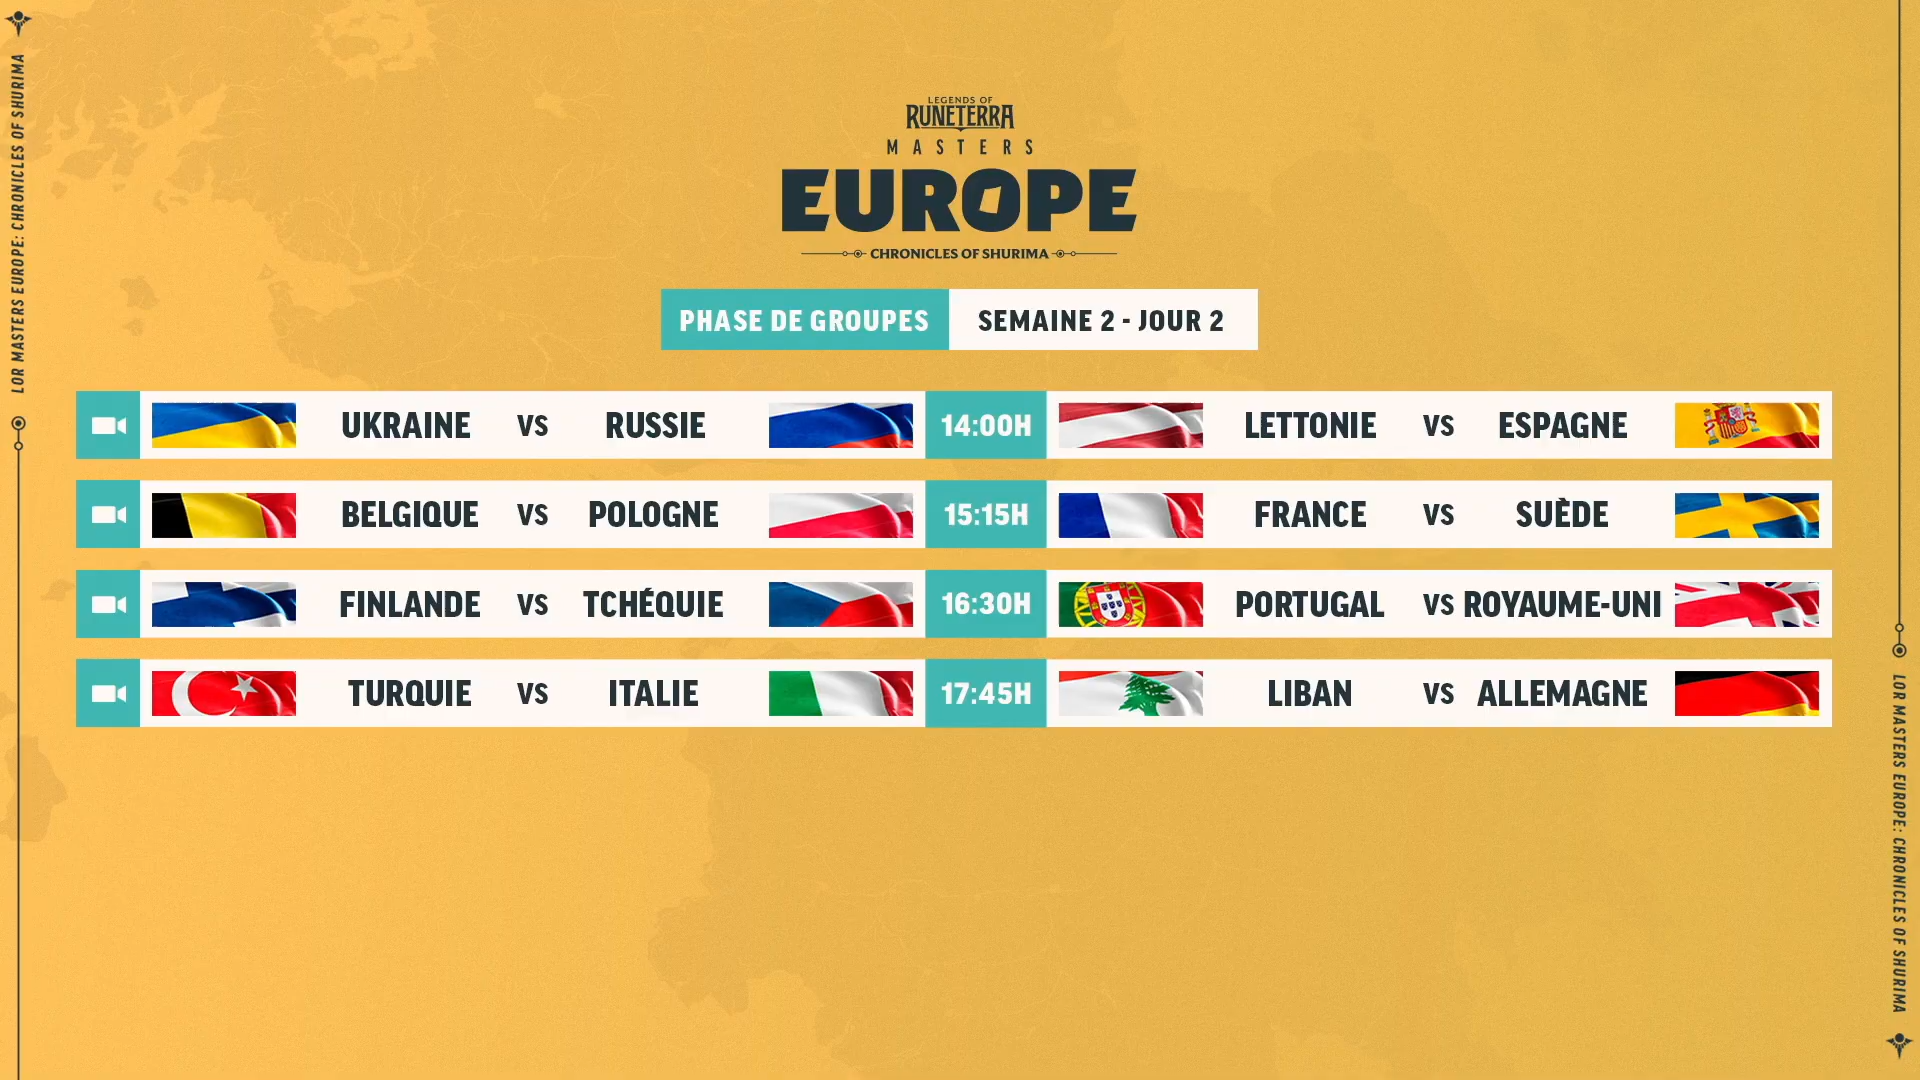 LEGENDS OF
RUNETERRA
MASTERS
EUROPE
CHRONICLES OF SHURIMA
PHASE DE GROUPES SEMAINE 2 - JOUR 2
UKRAINE VS RUSSIE 14:00H LETTONIE VS ESPAGNE
BELGIQUE VS POLOGNE 15:15H FRANCE VS SUÈDE
FINLANDE VS TCHÉQUIE 16:30H PORTUGAL VS ROYAUME-UNI
TURQUIE VS ITALIE 17:45H LIBAN VS ALLEMAGNE
LOR MASTERS EUROPE: CHRONICLES OF SHURIMA
LOR MASTERS EUROPE: CHRONICLES OF SHURIMA